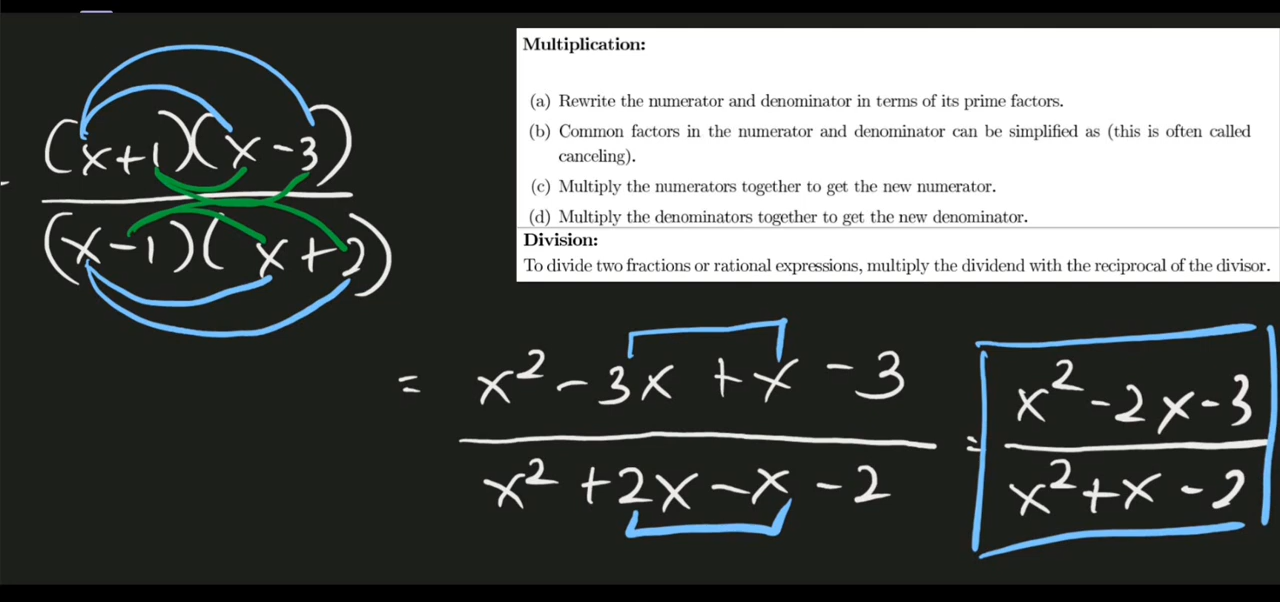 (x+1)(x-3)
(x-1)(x+2)
Multiplication:
(a) Rewrite the numerator and denominator in terms of its prime factors.
(b) Common factors in the numerator and denominator can be simplified as (this is often called
canceling).
(c) Multiply the numerators together to get the new numerator.
(d) Multiply the denominators together to get the new denominator.
Division:
To divide two fractions or rational expressions, multiply the dividend with the reciprocal of the divisor.
= x² - 3x + x - 3
x² + 2x - x - 2
= x² - 2x - 3
x² + x - 2